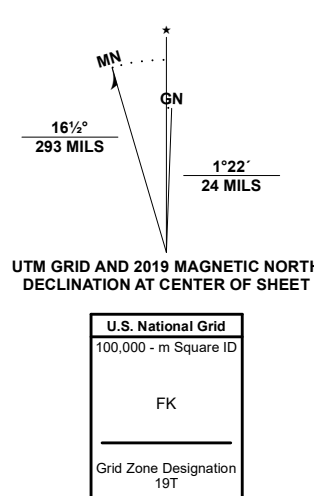 ★
MN
GN
16½°
293 MILS
1°22´
24 MILS
UTM GRID AND 2019 MAGNETIC NORTH
DECLINATION AT CENTER OF SHEET
U.S. National Grid
100,000 - m Square ID
FK
Grid Zone Designation
19T